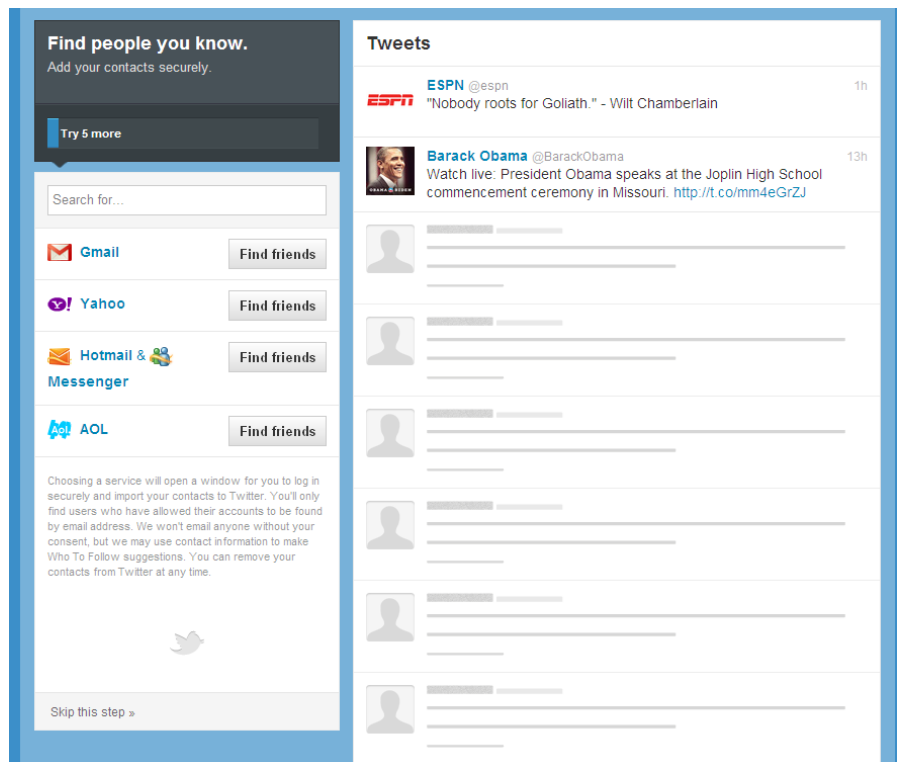 Find people you know.
Add your contacts securely.
Try 5 more
Search for...
Gmail
Find friends
Yahoo
Find friends
Hotmail &
Messenger
Find friends
AOL
Find friends
Choosing a service will open a window for you to log in
securely and import your contacts to Twitter. You'll only
find users who have allowed their accounts to be found
by email address. We won't email anyone without your
consent, but we may use contact information to make
Who To Follow suggestions. You can remove your
contacts from Twitter at any time.
Skip this step »
Tweets
ESPN
ESPN @espn 1h
"Nobody roots for Goliath." - Wilt Chamberlain
OBAMA BIDEN
Barack Obama @BarackObama 13h
Watch live: President Obama speaks at the Joplin High School
commencement ceremony in Missouri. http://t.co/mm4eGrZJ